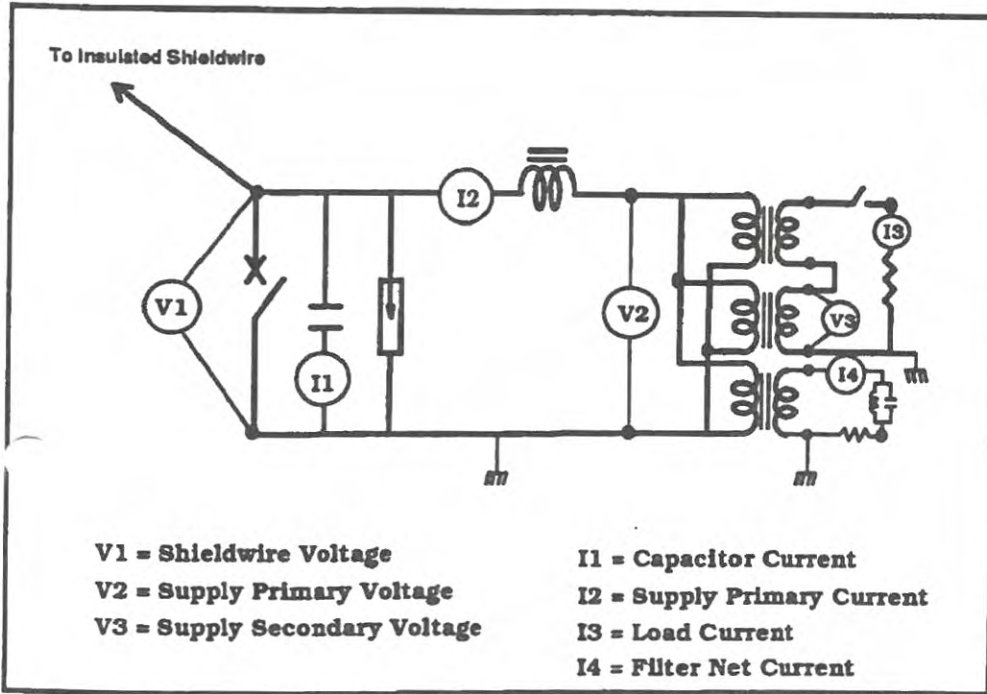 To Insulated Shieldwire
I2
I3
V1
V2
V3
I1
I4
V1 = Shieldwire Voltage
V2 = Supply Primary Voltage
V3 = Supply Secondary Voltage
I1 = Capacitor Current
I2 = Supply Primary Current
I3 = Load Current
I4 = Filter Net Current